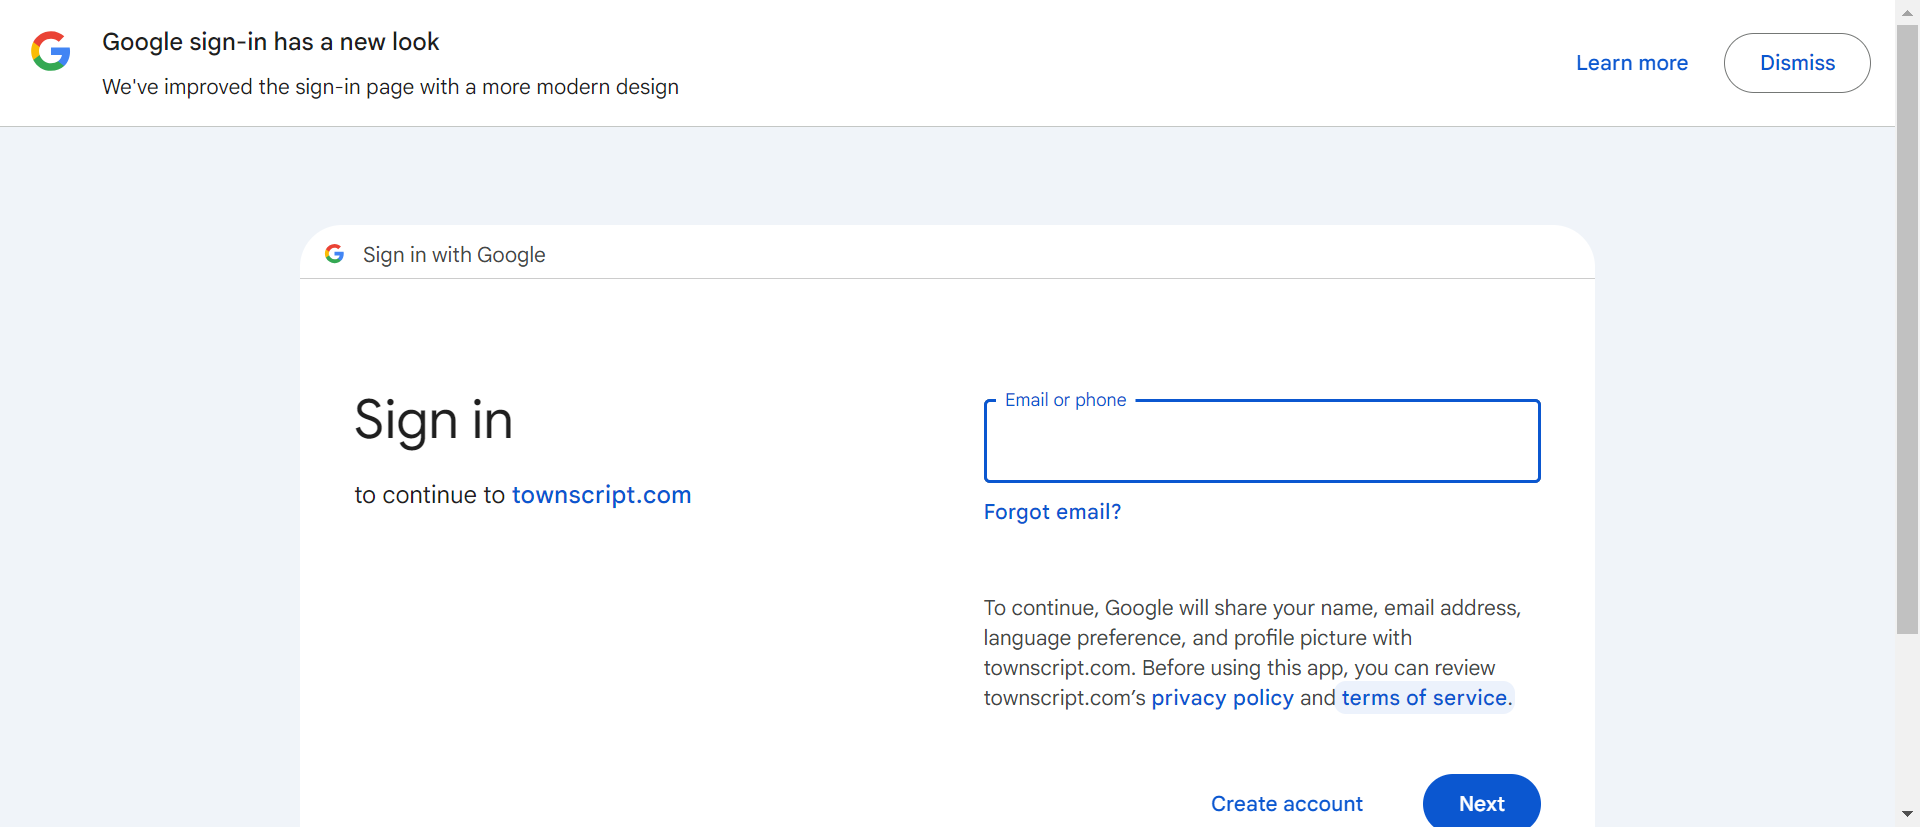 Google sign-in has a new look
We've improved the sign-in page with a more modern design
Learn more
Dismiss
Sign in with Google
Sign in
to continue to townscript.com
Email or phone
Forgot email?
To continue, Google will share your name, email address,
language preference, and profile picture with
townscript.com. Before using this app, you can review
townscript.com’s privacy policy and terms of service.
Create account
Next